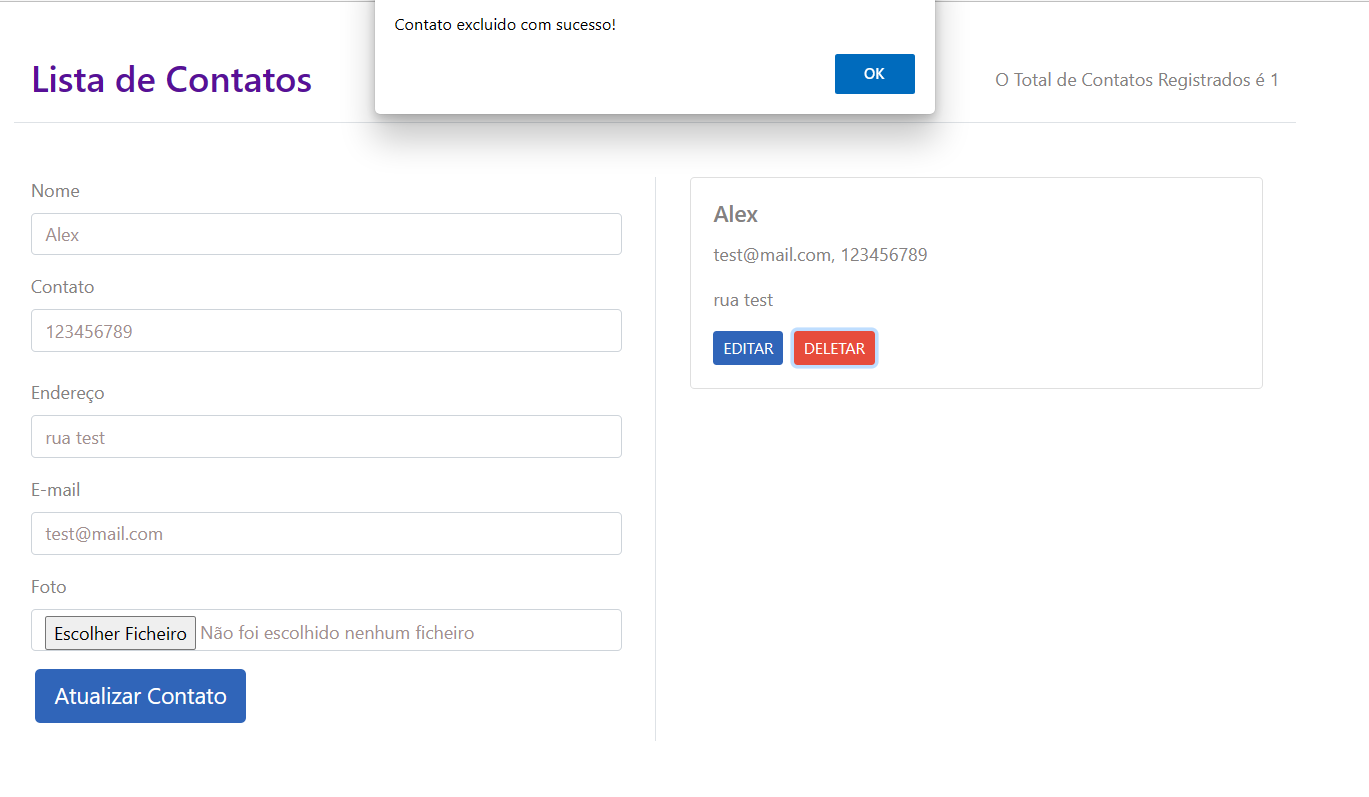 Contato excluido com sucesso!
OK
Lista de Contatos
O Total de Contatos Registrados é 1
Nome
Alex
Contato
123456789
Endereço
rua test
E-mail
test@mail.com
Foto
Escolher Ficheiro Não foi escolhido nenhum ficheiro
Atualizar Contato
Alex
test@mail.com, 123456789
rua test
EDITAR DELETAR